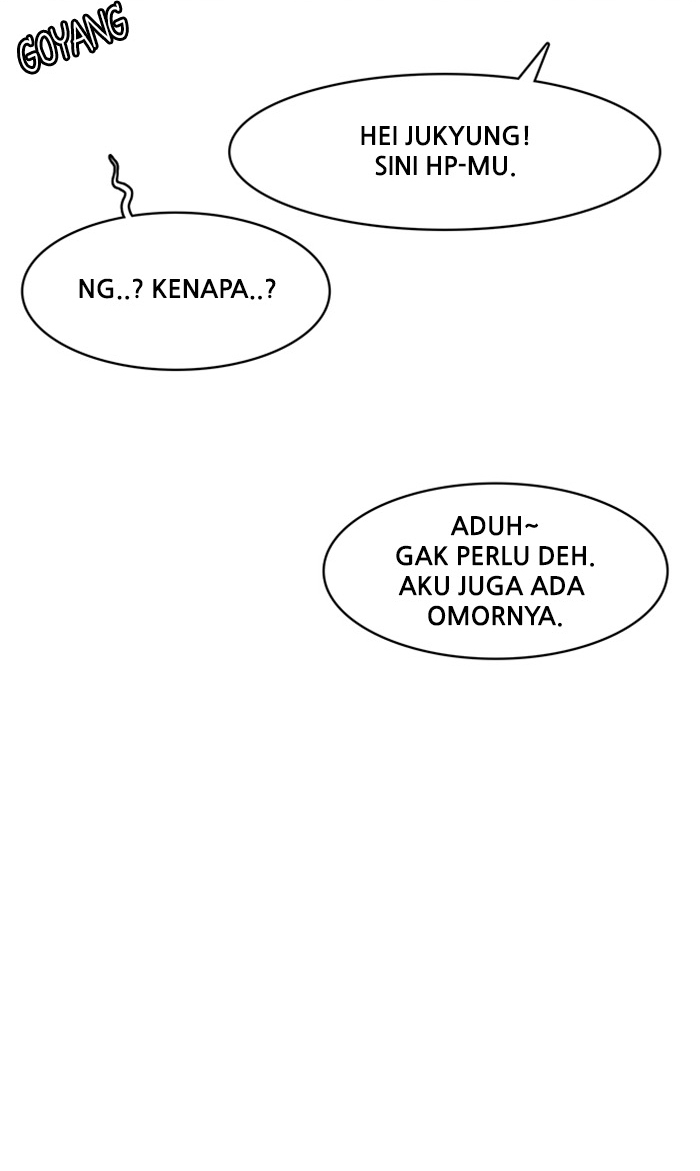 GOYANG
HEI JUKYUNG!
SINI HP-MU.
NG..? KENAPA..?
ADUH~
GAK PERLU DEH.
AKU JUGA ADA
OMORNYA.